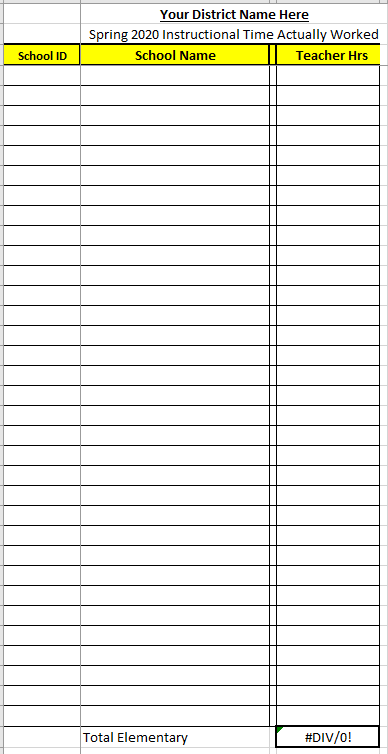 Your District Name Here
Spring 2020 Instructional Time Actually Worked
School ID School Name Teacher Hrs
Total Elementary #DIV/0!